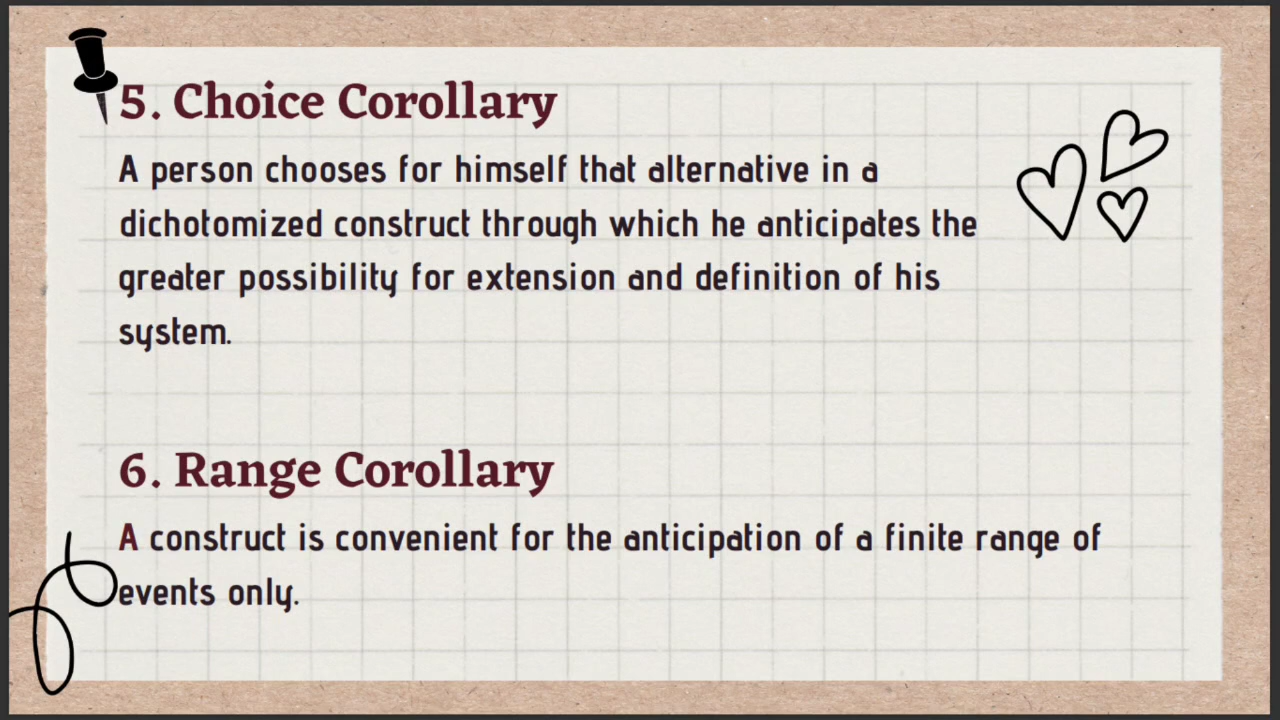 5. Choice Corollary
A person chooses for himself that alternative in a
dichotomized construct through which he anticipates the
greater possibility for extension and definition of his
system.
6. Range Corollary
A construct is convenient for the anticipation of a finite range of
events only.